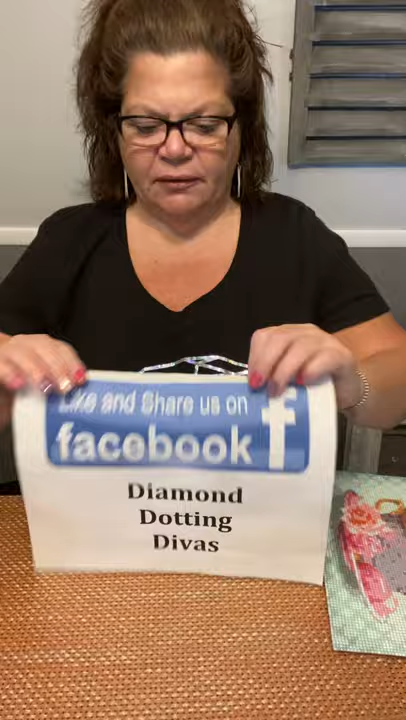 Like and Share us on
facebook f
Diamond
Dotting
Divas